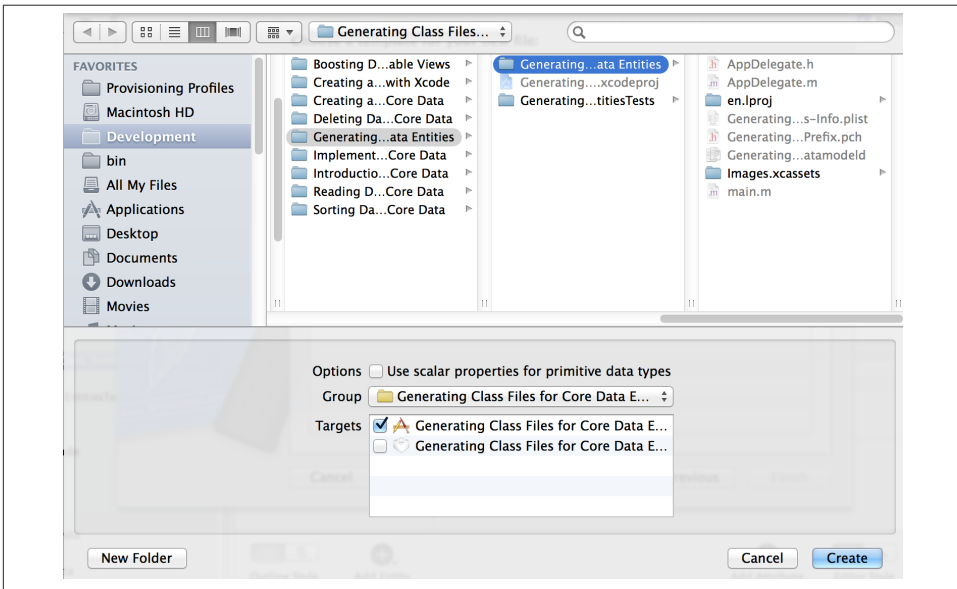 Generating Class Files...
FAVORITES
Provisioning Profiles
Macintosh HD
Development
bin
All My Files
Applications
Desktop
Documents
Downloads
Movies
Boosting D...able Views
Creating a...with Xcode
Creating a...Core Data
Deleting Da...Core Data
Generating...ata Entities
Implement...Core Data
Introductio...Core Data
Reading D...Core Data
Sorting Da...Core Data
Generating...ata Entities
Generating....xcodeproj
Generating...titiesTests
AppDelegate.h
AppDelegate.m
en.lproj
Generating...s-Info.plist
Generating...Prefix.pch
Generating...atamodeld
Images.xcassets
main.m
Options Use scalar properties for primitive data types
Group Generating Class Files for Core Data E...
Targets Generating Class Files for Core Data E...
Generating Class Files for Core Data E...
Cancel
New Folder Cancel Create